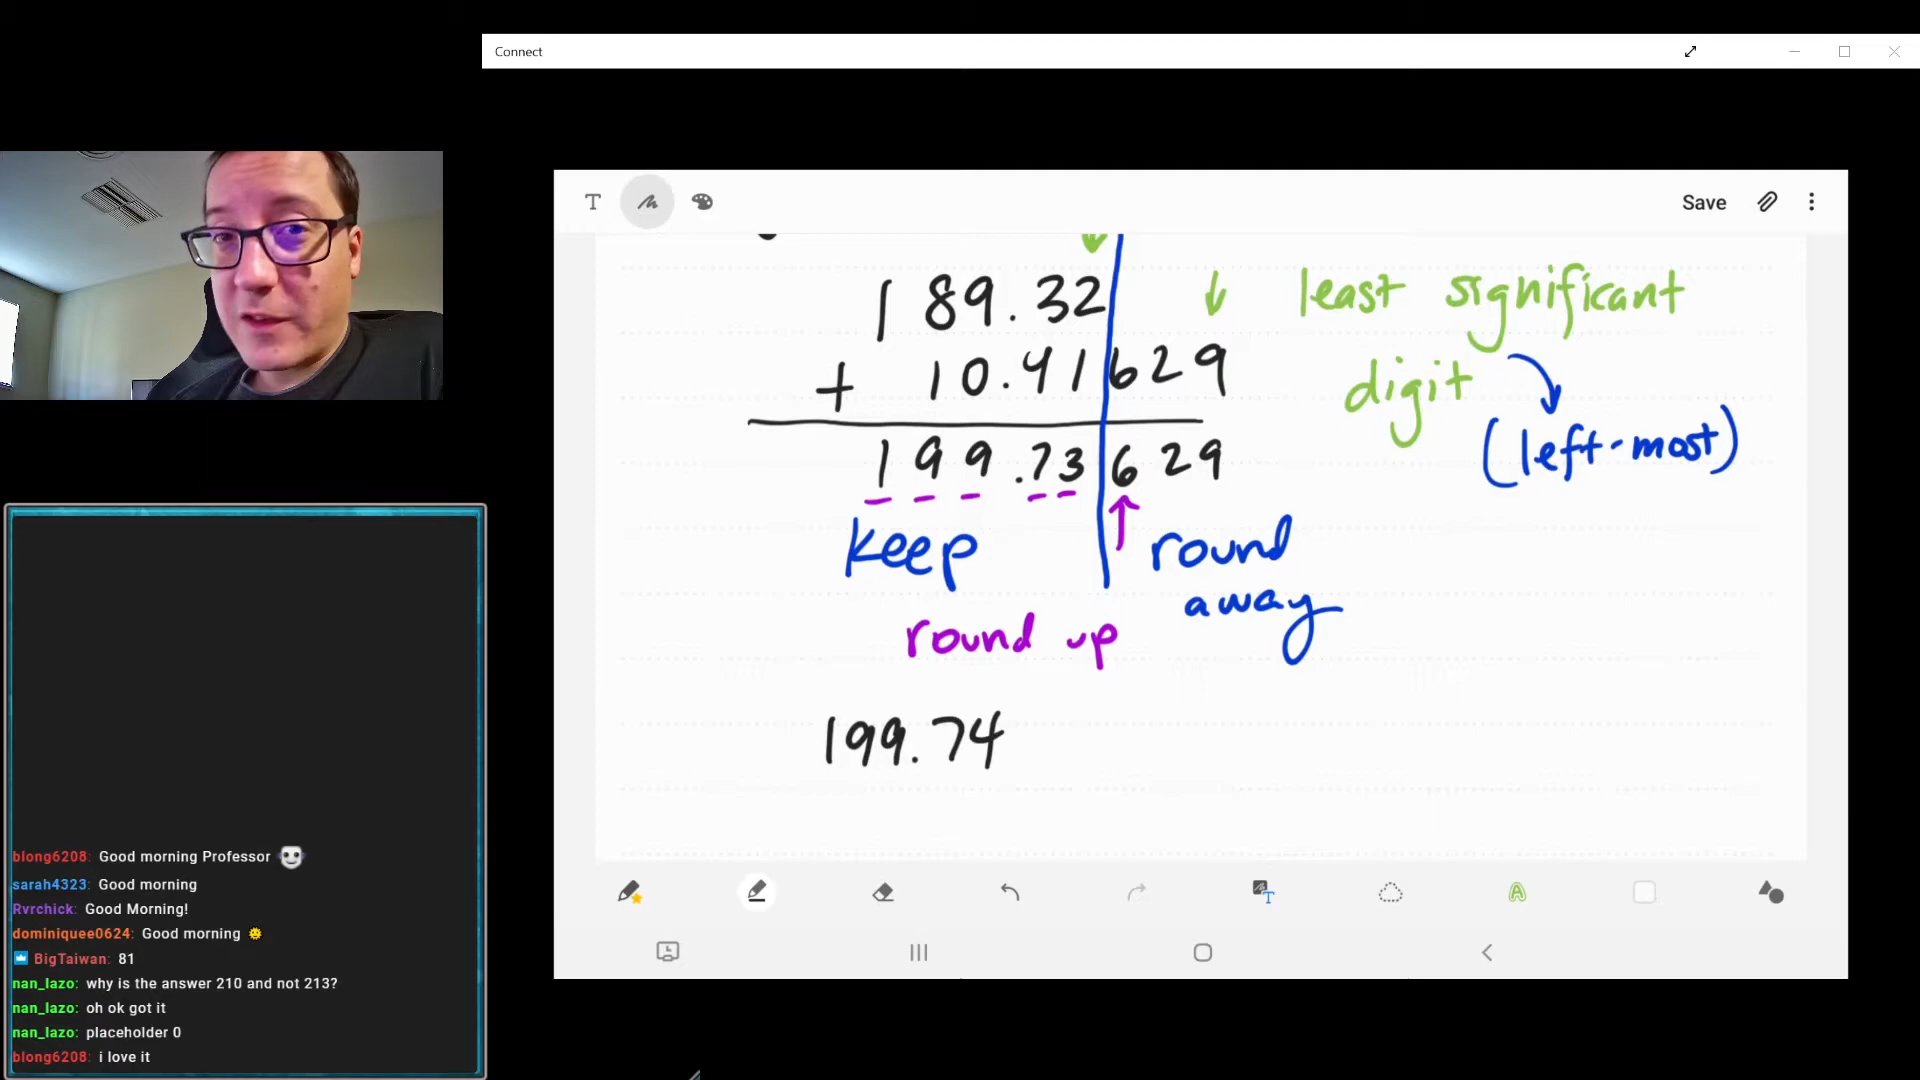 Connect
T
Save
189.32
+ 10.41629
199.73629
↓ least significant
digit
(left-most)
keep
round
away
round up
199.74
blong6208: Good morning Professor
sarah4323: Good morning
Rvrchick: Good Morning!
dominiquee0624: Good morning 🌞
BigTaiwan: 81
nan_lazo: why is the answer 210 and not 213?
nan_lazo: oh ok got it
nan_lazo: placeholder 0
blong6208: i love it